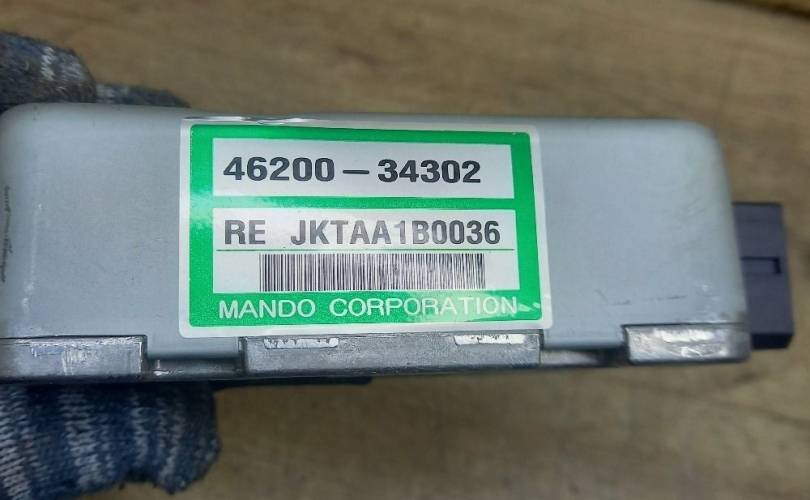 46200-34302
RE JKTAA1B0036
MANDO CORPORATION